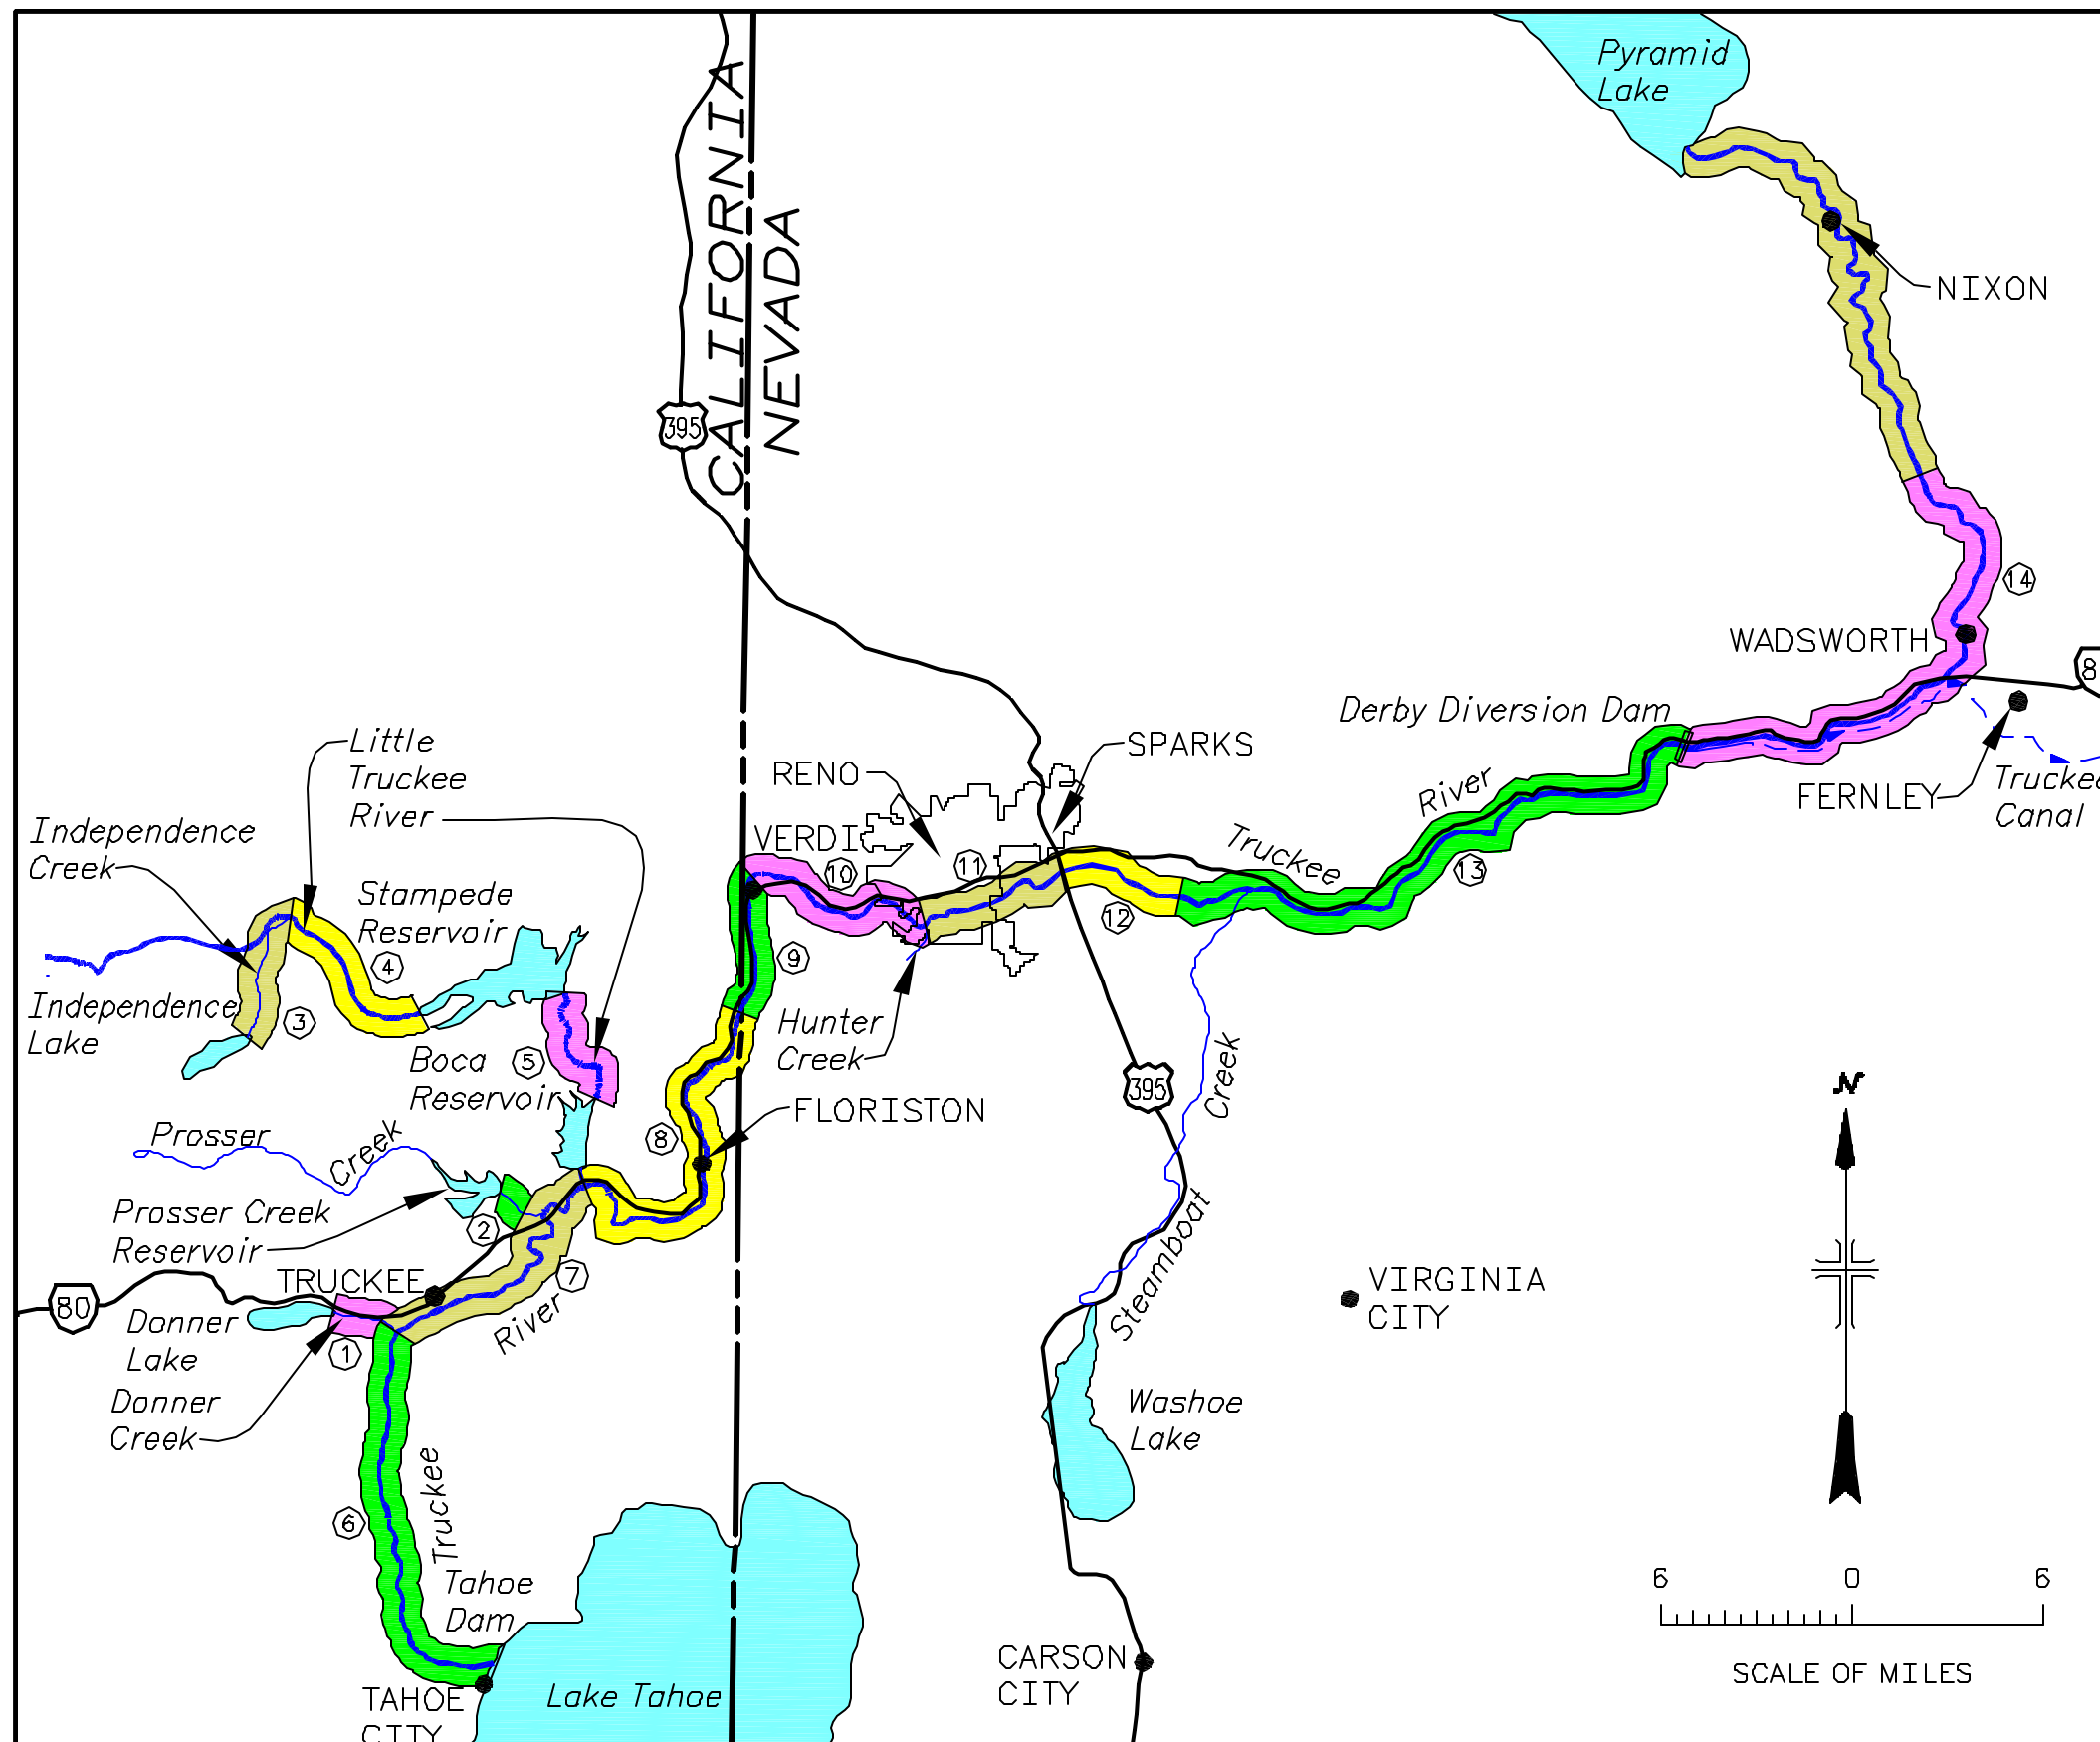 Pyramid
Lake
CALIFORNIA
NEVADA
NIXON
395
14
WADSWORTH
8
Derby Diversion Dam
Little
Truckee
River
SPARKS
RENO
River
FERNLEY
Canal
Independence
Creek
VERDI
Truckee
10
11
13
Stampede
Reservoir
12
4
9
Independence
Lake
3
Hunter
Creek
Boca
Reservoir
5
Creek
395
N
FLORISTON
8
Prosser
Creek
Prosser Creek
Reservoir
2
Steamboat
TRUCKEE
7
80
VIRGINIA
CITY
Donner
Lake
River
1
Donner
Creek
Washoe
Lake
Truckee
6
Tahoe
Dam
6 0 6
CARSON
CITY
SCALE OF MILES
TAHOE
CITY
Lake Tahoe